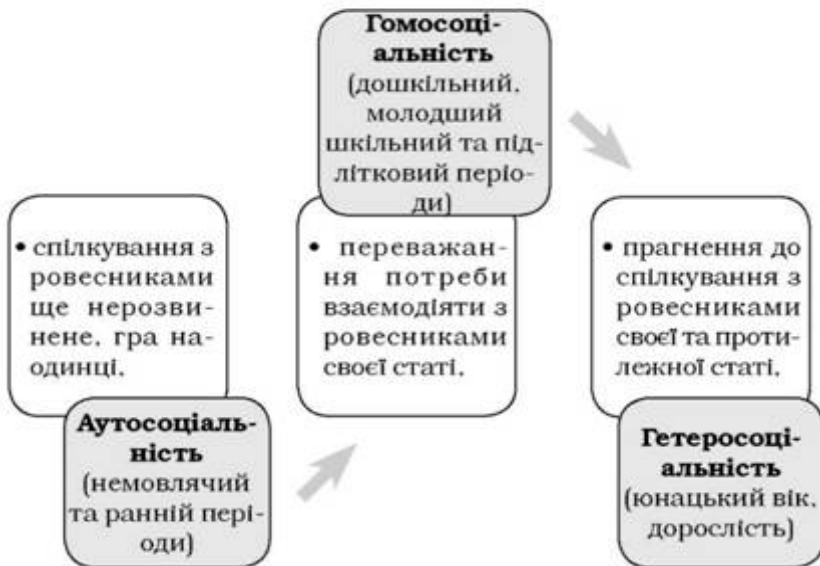 Гомосоці-
альність
(дошкільний,
молодший
шкільний та під-
літковий періо-
ди)
• спілкування з
ровесниками
ще нерозви-
нене, гра на-
одинці,
Аутосоціаль-
ність
(немовлячий
та ранній пері-
оди)
• переважан-
ня потреби
взаємодіяти з
ровесниками
своєї статі,
• прагнення до
спілкування з
ровесниками
своєї та проти-
лежної статі,
Гетеросоці-
альність
(юнацький вік,
дорослість)